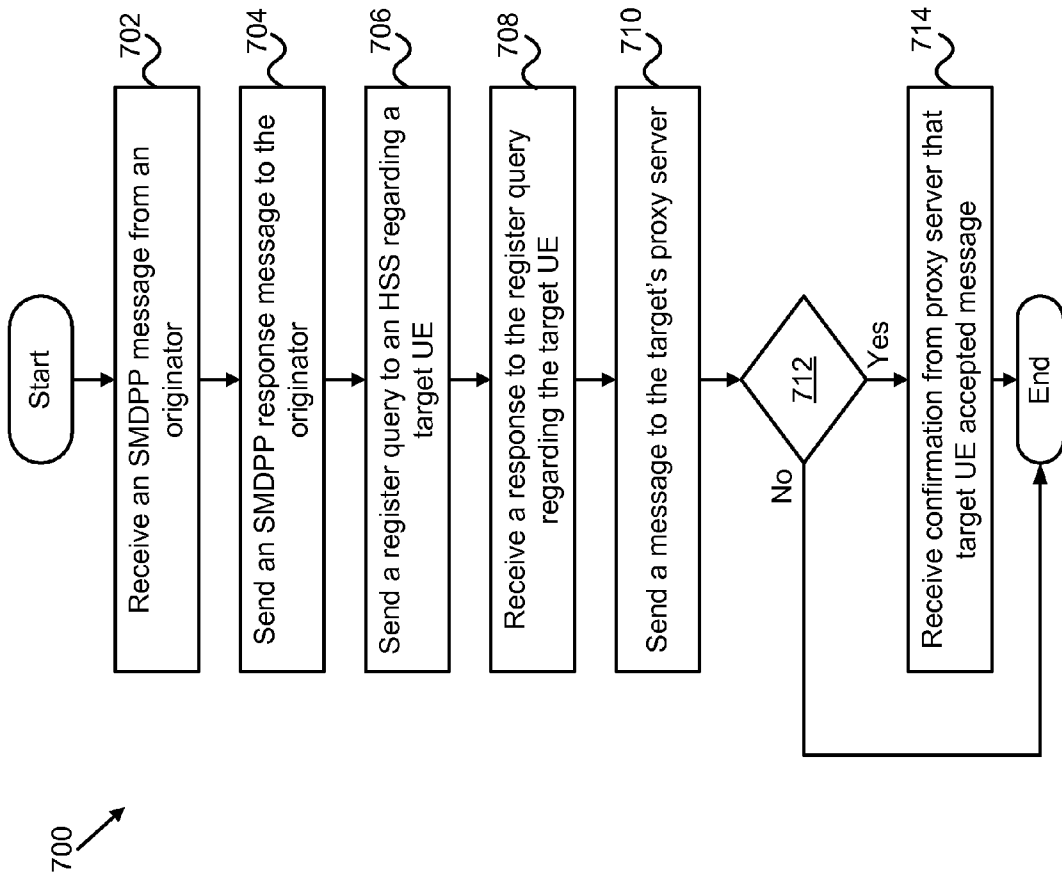 700
Start
Receive an SMDPP message from an
originator
702
Send an SMDPP response message to the
originator
704
Send a register query to an HSS regarding a
target UE
706
Receive a response to the register query
regarding the target UE
708
Send a message to the target's proxy server
710
712
No
Yes
Receive confirmation from proxy server that
target UE accepted message
714
End